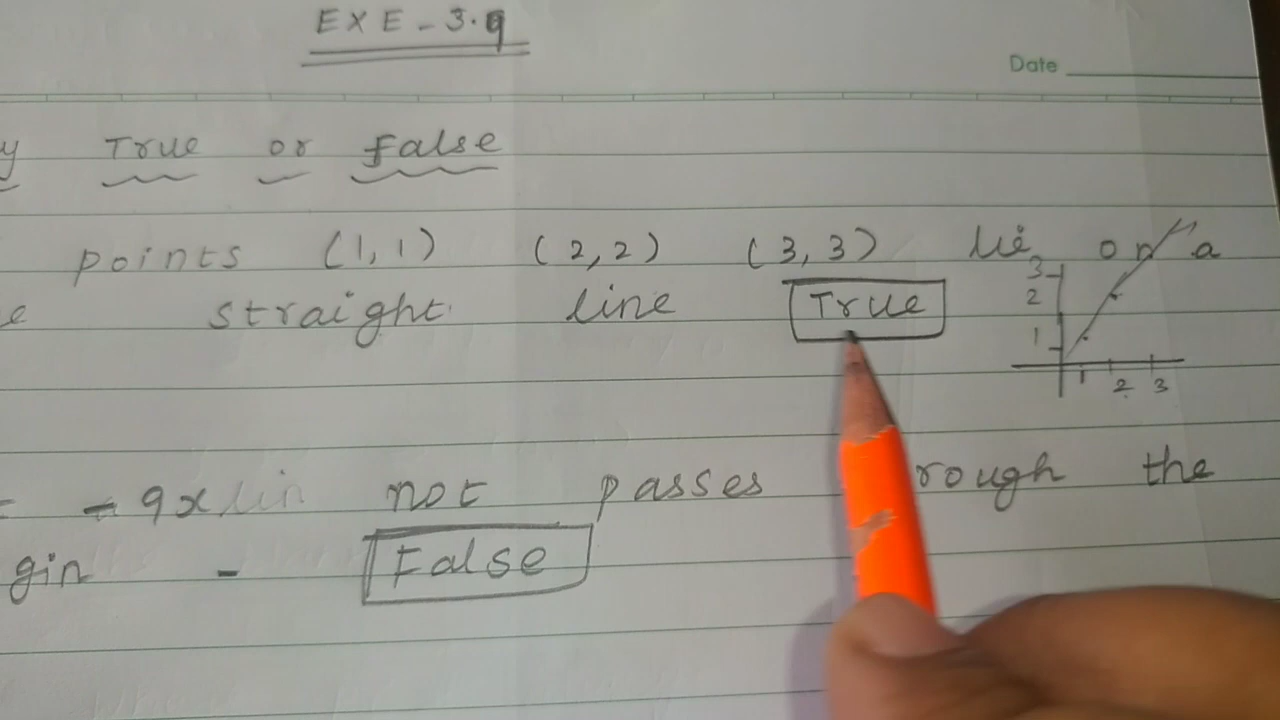 EXE - 3.9
Date
y True or False
points (1,1) (2,2) (3,3) lie on a
e straight line True
3
2
1
1 2 3
= -9x not passes rough the
gin - False